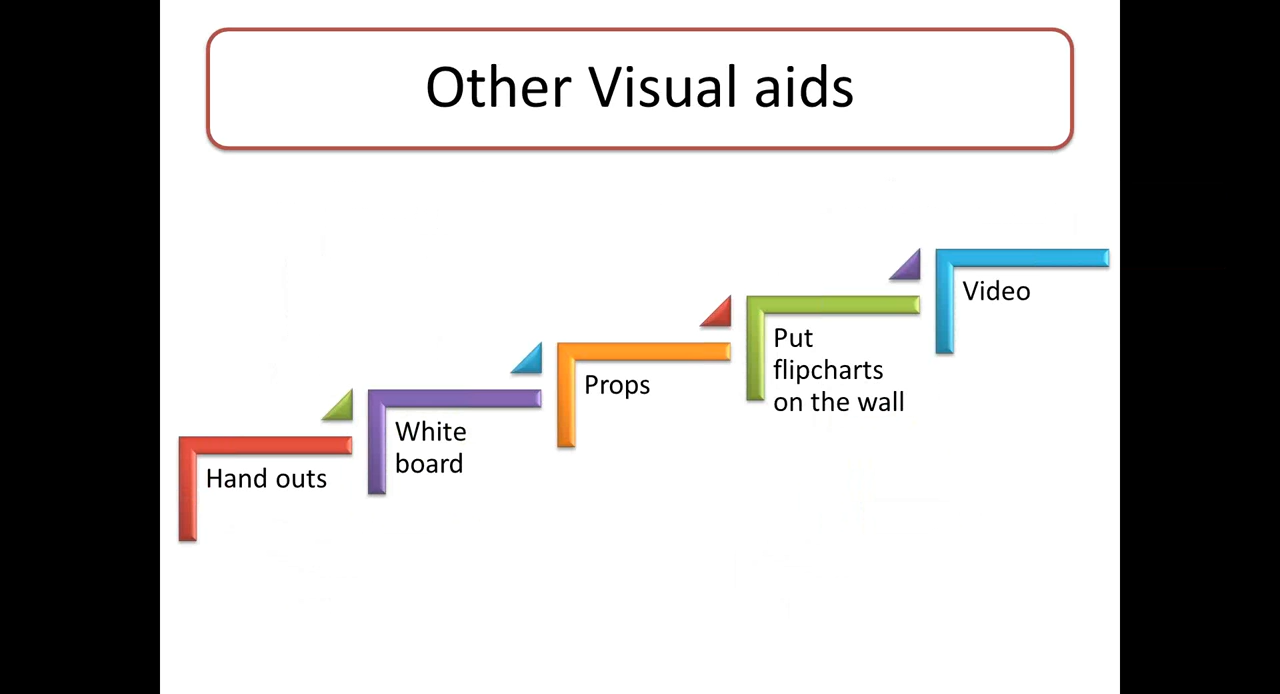 Other Visual aids
Hand outs
White
board
Props
Put
flipcharts
on the wall
Video